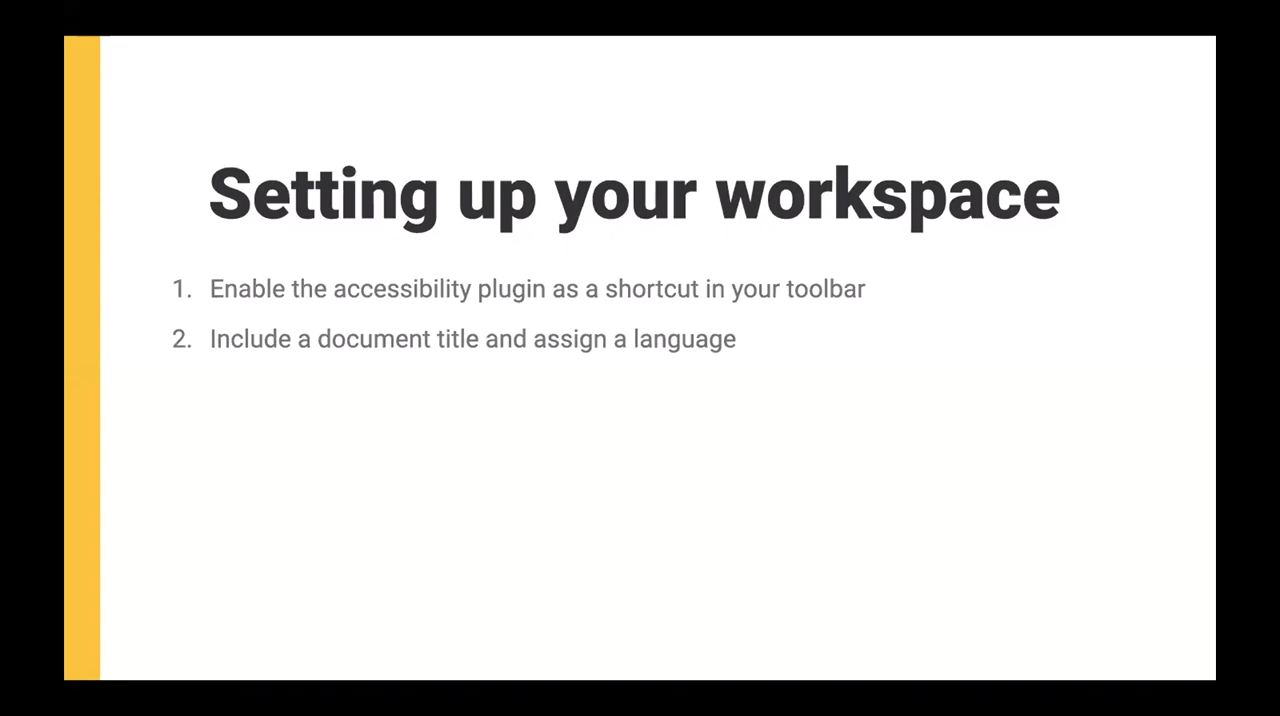 Setting up your workspace
1. Enable the accessibility plugin as a shortcut in your toolbar
2. Include a document title and assign a language